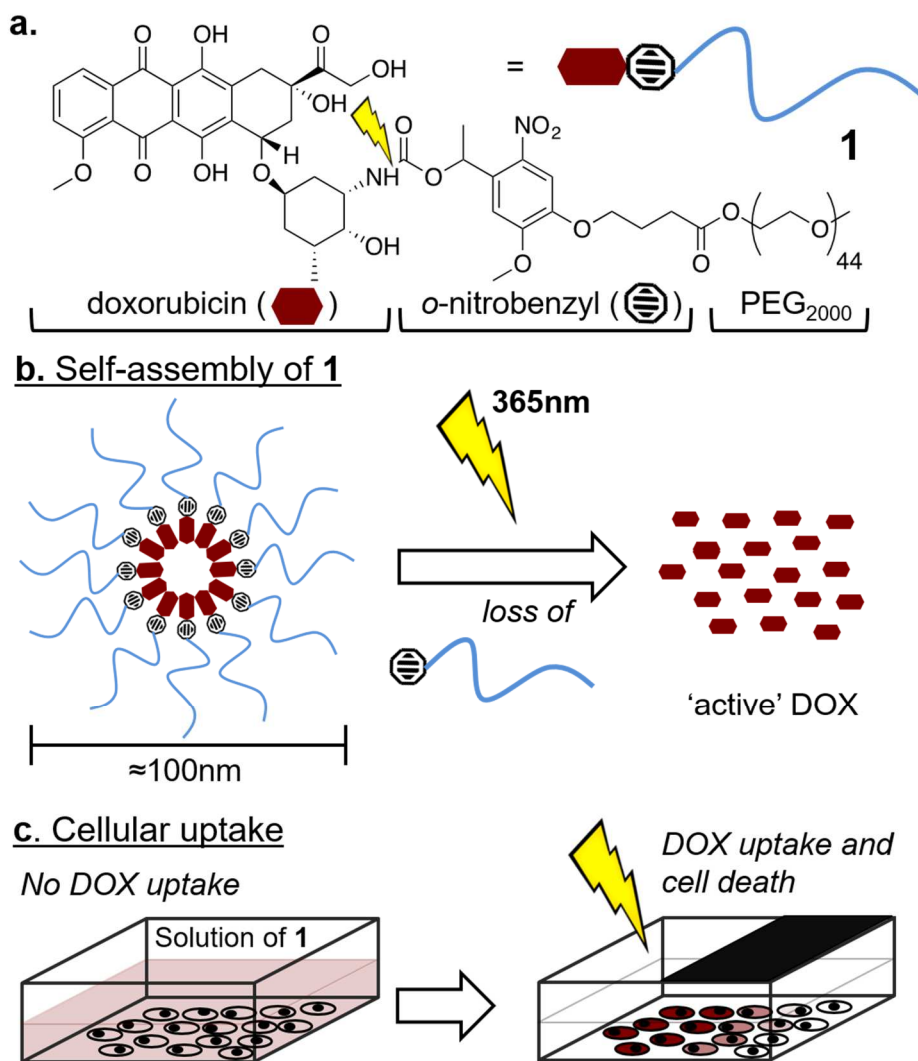 a.
O OH O OH
OH
=
O O OH O
H NH O NO₂
1
O O O
OH O O 44
doxorubicin ( ) o-nitrobenzyl ( ) PEG₂₀₀₀
b. Self-assembly of 1
365nm
loss of
'active' DOX
≈100nm
c. Cellular uptake
No DOX uptake
DOX uptake and
cell death
Solution of 1